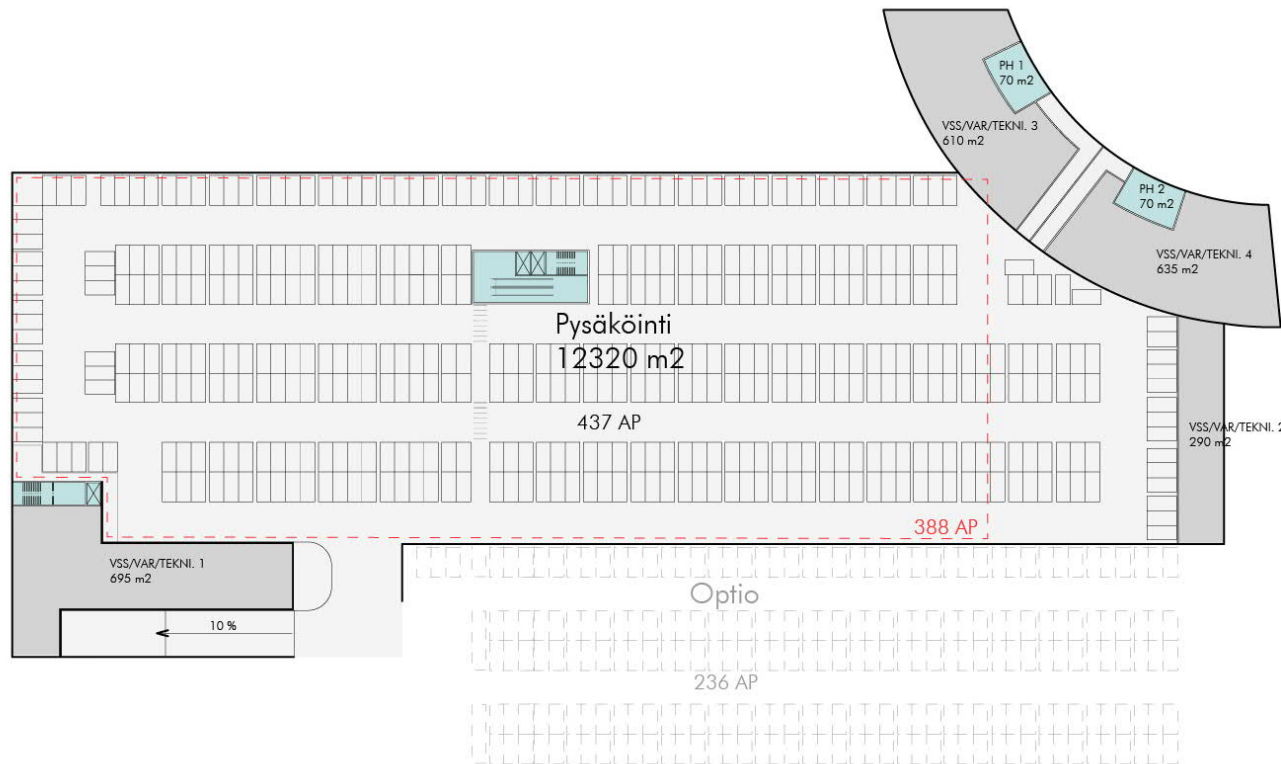 PH 1
70 m2
VSS/VAR/TEKNI. 3
610 m2
PH 2
70 m2
VSS/VAR/TEKNI. 4
635 m2
Pysäköinti
12320 m2
437 AP
VSS/VAR/TEKNI. 2
290 m2
388 AP
VSS/VAR/TEKNI. 1
695 m2
Optio
10 %
236 AP